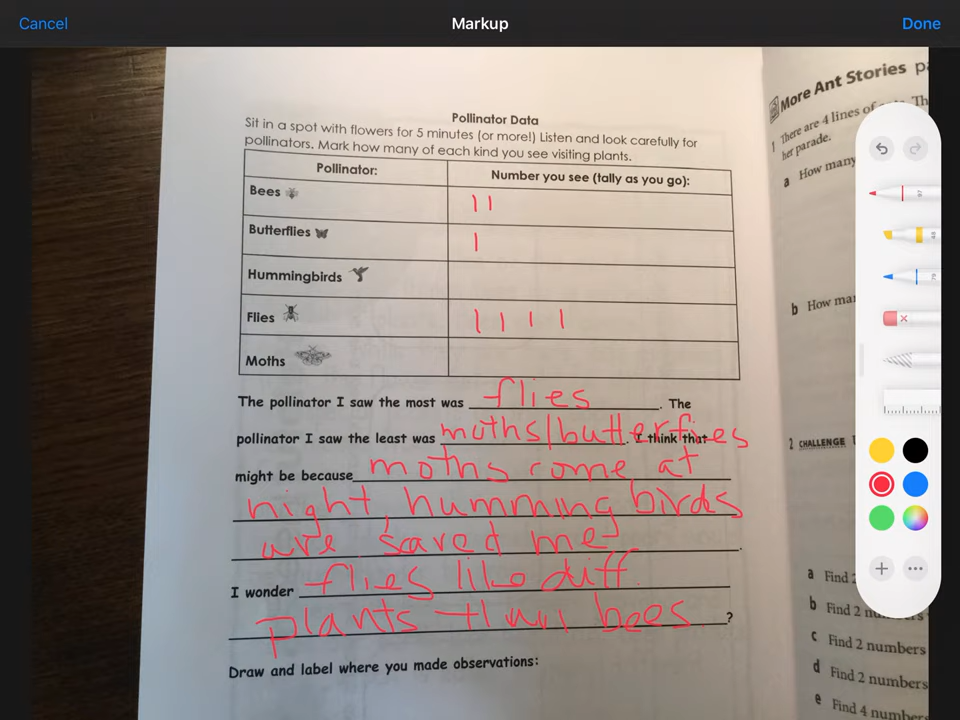 Cancel
Markup
Done
Pollinator Data
Sit in a spot with flowers for 5 minutes (or more!) Listen and look carefully for
pollinators. Mark how many of each kind you see visiting plants.
Pollinator:
Number you see (tally as you go):
Bees
Butterflies
Hummingbirds
Flies
Moths
The pollinator I saw the most was flies. The
pollinator I saw the least was moths/butterfies. I think that
might be because moths come at
night, humming birds
are scared me.
I wonder flies like diff.
plants than bees?
Draw and label where you made observations:
More Ant Stories
1 There are 4 lines of
her parade.
a How many
b How
2 CHALLENGE
a Find 2
b Find 2
c Find 2 numbers
d Find 2 numbers
e Find 4